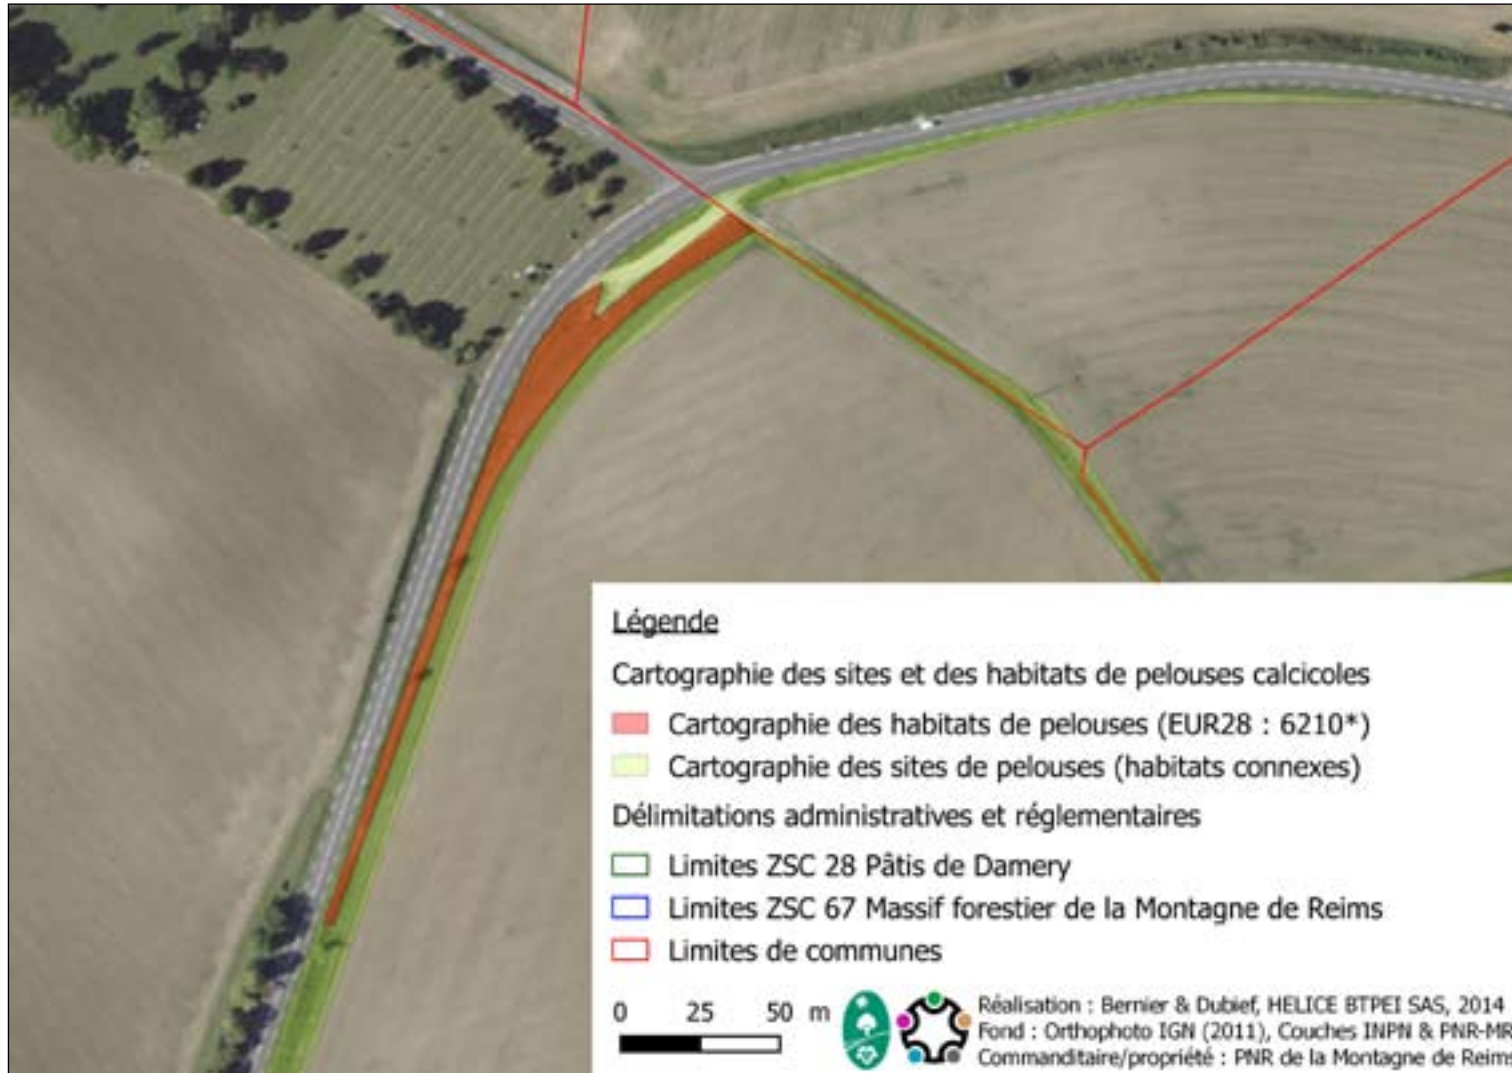 Légende
Cartographie des sites et des habitats de pelouses calcicoles
Cartographie des habitats de pelouses (EUR28 : 6210*)
Cartographie des sites de pelouses (habitats connexes)
Délimitations administratives et réglementaires
Limites ZSC 28 Pâtis de Damery
Limites ZSC 67 Massif forestier de la Montagne de Reims
Limites de communes
0 25 50 m
Réalisation : Bernier & Dubief, HELICE BTPEI SAS, 2014
Fond : Orthophoto IGN (2011), Couches INPN & PNR-MR
Commanditaire/propriété : PNR de la Montagne de Reims